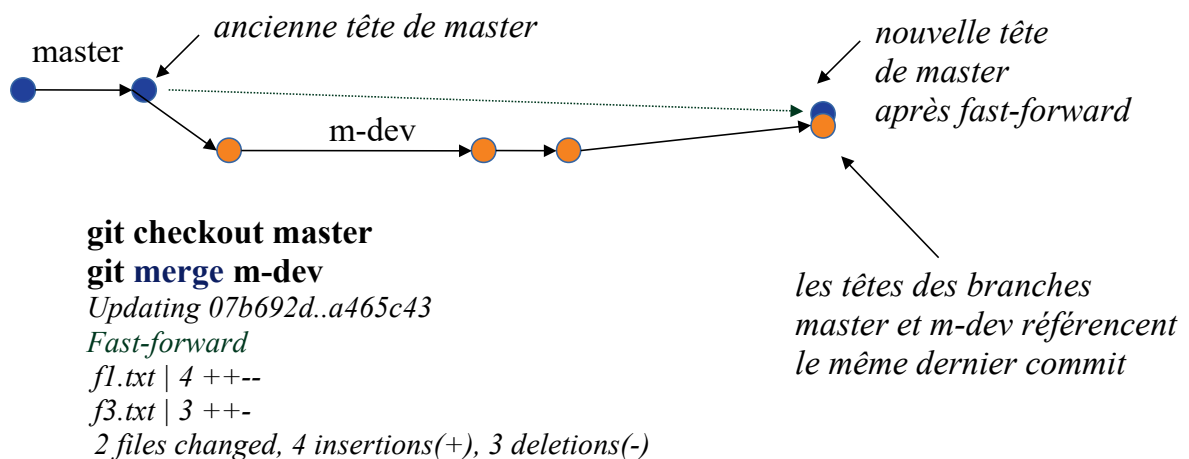 ancienne tête de master
master
nouvelle tête
de master
après fast-forward
m-dev
git checkout master
git merge m-dev
Updating 07b692d..a465c43
Fast-forward
f1.txt | 4 ++--
f3.txt | 3 ++-
2 files changed, 4 insertions(+), 3 deletions(-)
les têtes des branches
master et m-dev référencent
le même dernier commit